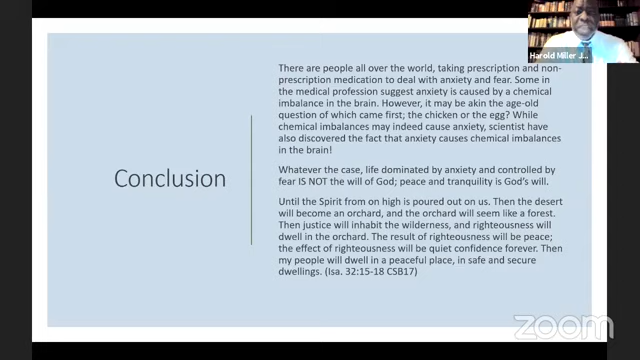 Harold Miller J...
There are people all over the world, taking prescription and non-
prescription medication to deal with anxiety and fear. Some in
the medical profession suggest anxiety is caused by a chemical
imbalance in the brain. However, it may be akin the age-old
question of which came first; the chicken or the egg? While
chemical imbalances may indeed cause anxiety, scientist have
also discovered the fact that anxiety causes chemical imbalances
in the brain!
Conclusion
Whatever the case, life dominated by anxiety and controlled by
fear IS NOT the will of God; peace and tranquility is God's will.
Until the Spirit from on high is poured out on us. Then the desert
will become an orchard, and the orchard will seem like a forest.
Then justice will inhabit the wilderness, and righteousness will
dwell in the orchard. The result of righteousness will be peace;
the effect of righteousness will be quiet confidence forever. Then
my people will dwell in a peaceful place, in safe and secure
dwellings. (Isa. 32:15-18 CSB17)
zoom